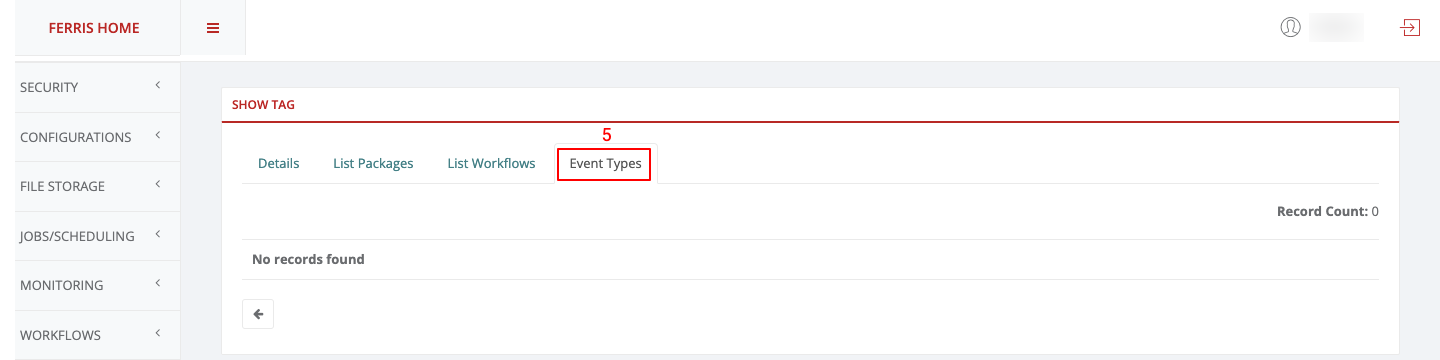 FERRIS HOME
SECURITY
CONFIGURATIONS
FILE STORAGE
JOBS/SCHEDULING
MONITORING
WORKFLOWS
SHOW TAG
5
Details List Packages List Workflows Event Types
Record Count: 0
No records found